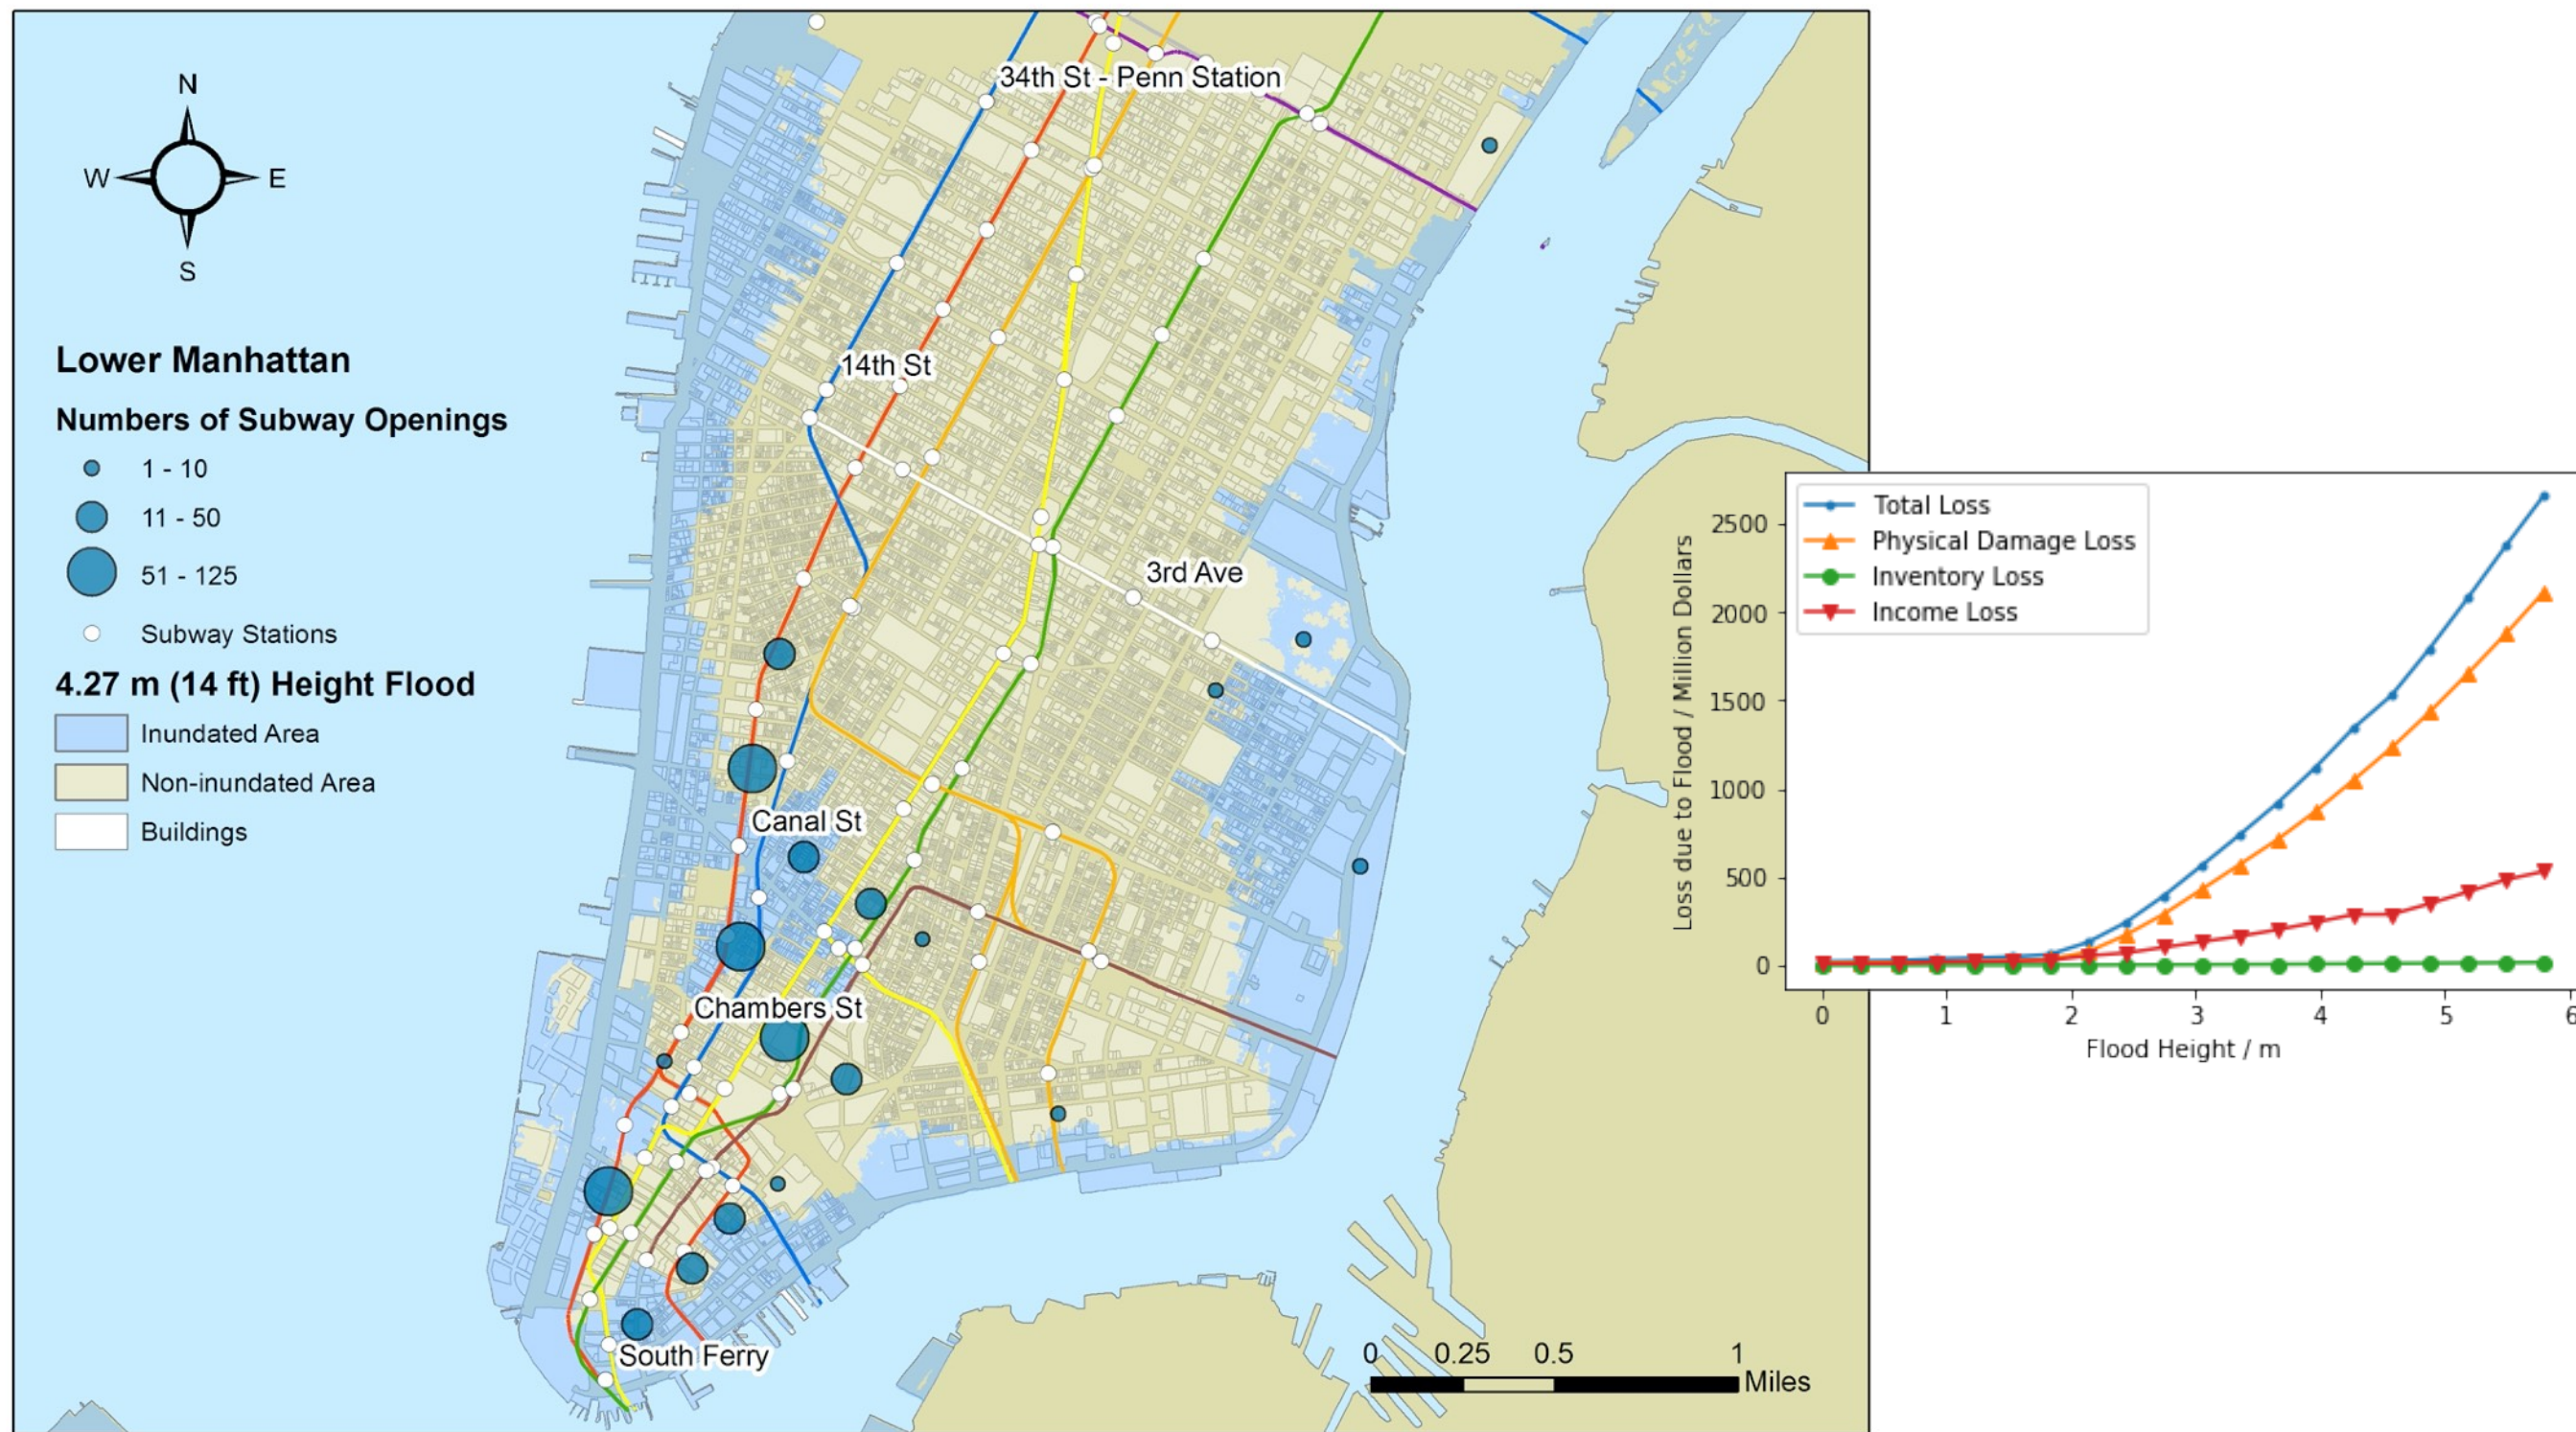 N
W E
S
Lower Manhattan
Numbers of Subway Openings
1 - 10
11 - 50
51 - 125
Subway Stations
4.27 m (14 ft) Height Flood
Inundated Area
Non-inundated Area
Buildings
34th St - Penn Station
14th St
3rd Ave
Canal St
Chambers St
South Ferry
0 0.25 0.5 1
Miles
Total Loss
Physical Damage Loss
Inventory Loss
Income Loss
Loss due to Flood / Million Dollars
2500
2000
1500
1000
500
0
0 1 2 3 4 5 6
Flood Height / m